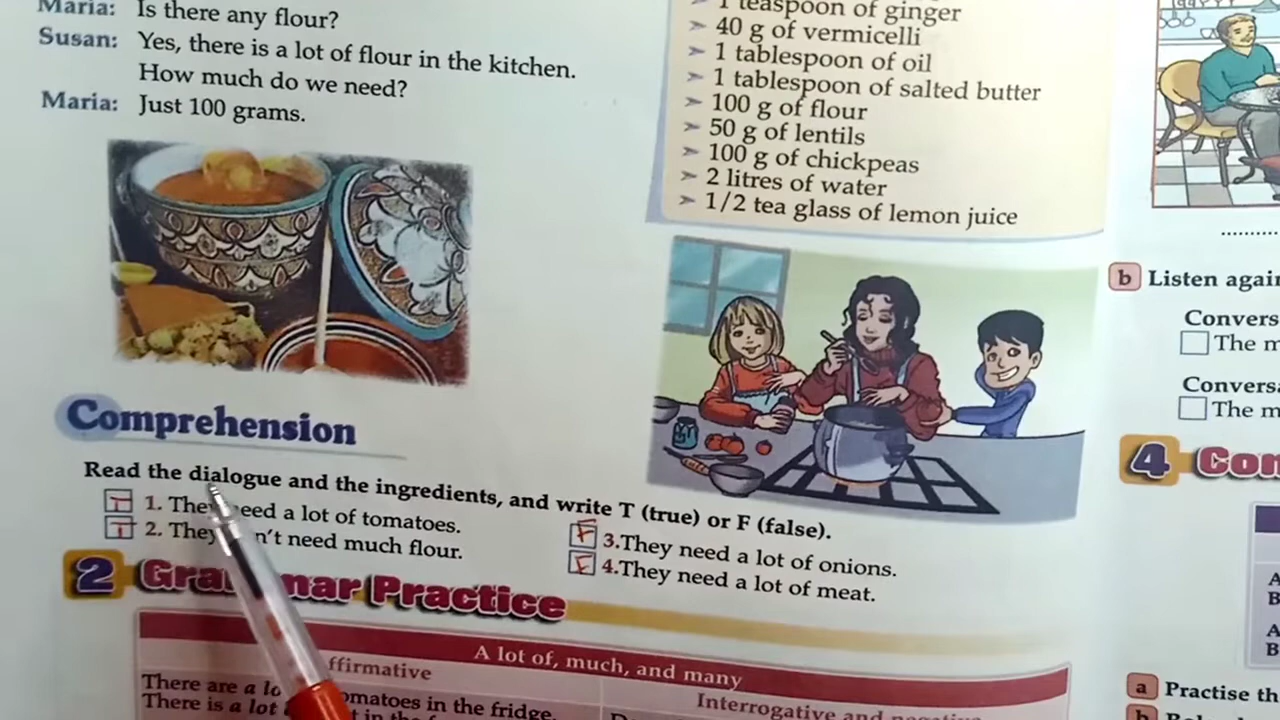 Maria: Is there any flour?
Susan: Yes, there is a lot of flour in the kitchen.
How much do we need?
Maria: Just 100 grams.
1 teaspoon of ginger
➢ 40 g of vermicelli
➢ 1 tablespoon of oil
➢ 1 tablespoon of salted butter
➢ 100 g of flour
➢ 50 g of lentils
➢ 100 g of chickpeas
➢ 2 litres of water
➢ 1/2 tea glass of lemon juice
Comprehension
Read the dialogue and the ingredients, and write T (true) or F (false).
T 1. They need a lot of tomatoes.
T 2. They n't need much flour.
F 3.They need a lot of onions.
F 4.They need a lot of meat.
2 Grammar Practice
A lot of, much, and many
ffirmative
Interrogative and
There are a lo omatoes in the fridge.
There is a lot t in the
b Listen again
Convers
The m
Conversa
The m
4 Con
A
B
A
B
a Practise th
b